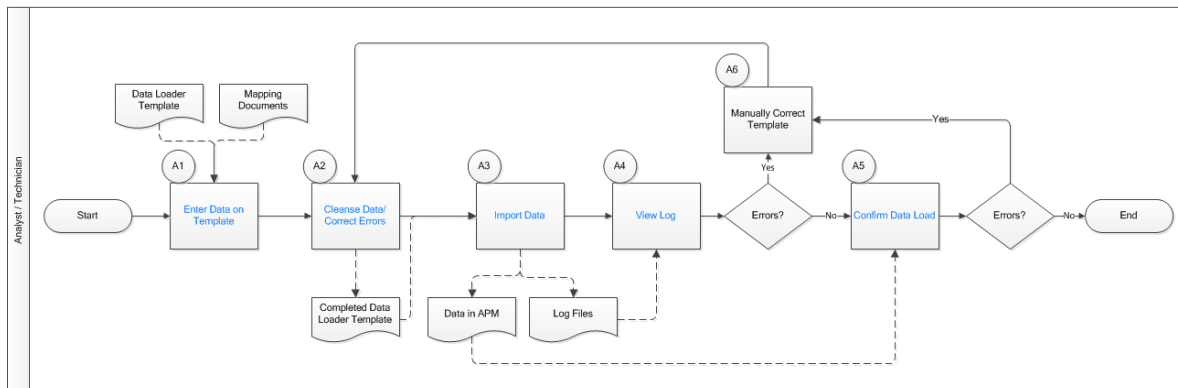 Analyst / Technician
Data Loader
Template
Mapping
Documents
A1
A2
A3
A4
A5
A6
Start
Enter Data on
Template
Cleanse Data/
Correct Errors
Import Data
View Log
Errors?
Yes
No
Manually Correct
Template
Confirm Data Load
Errors?
Yes
No
End
Completed Data
Loader Template
Data in APM
Log Files